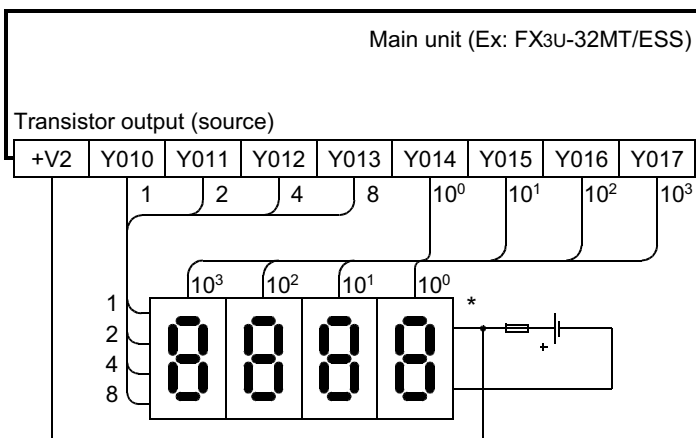 Main unit (Ex: FX3U-32MT/ESS)
Transistor output (source)
+V2 Y010 Y011 Y012 Y013 Y014 Y015 Y016 Y017
1 2 4 8 10⁰ 10¹ 10² 10³
10³ 10² 10¹ 10⁰
1 *
2
+
4
8